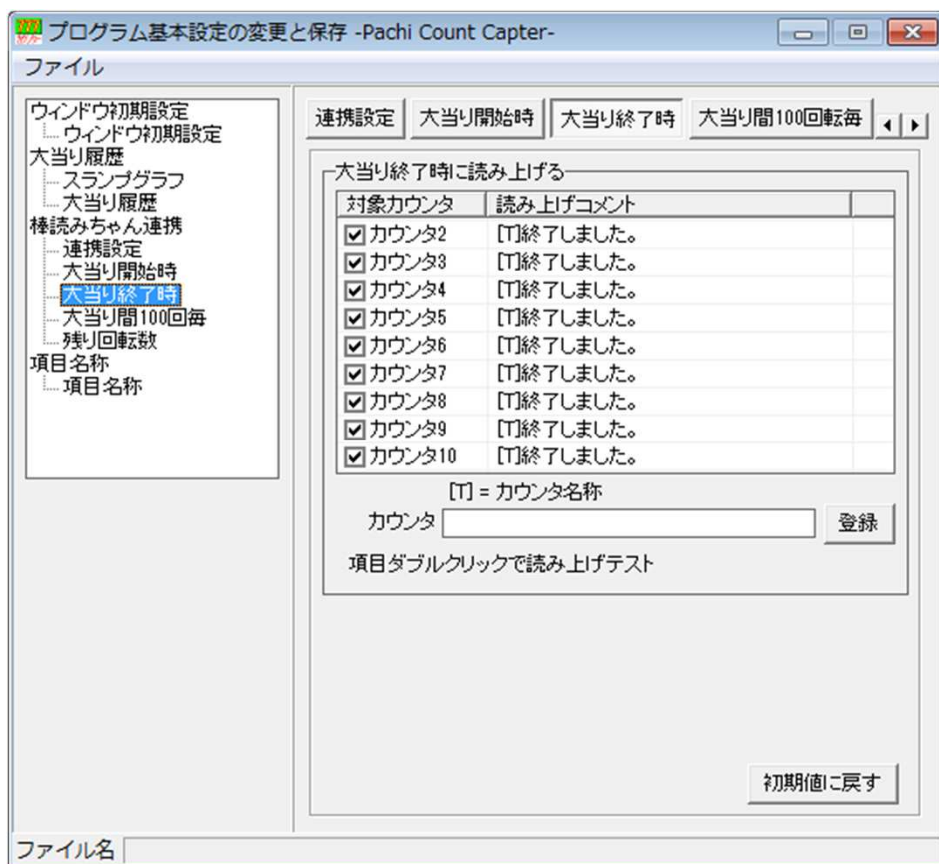 プログラム基本設定の変更と保存 -Pachi Count Capter-
ファイル
ウィンドウ初期設定
ウィンドウ初期設定
大当り履歴
スランプグラフ
大当り履歴
棒読みちゃん連携
連携設定
大当り開始時
大当り終了時
大当り間100回毎
残り回転数
項目名称
項目名称
連携設定 大当り開始時 大当り終了時 大当り間100回転毎
大当り終了時に読み上げる
対象カウンタ 読み上げコメント
カウンタ2 [T]終了しました。
カウンタ3 [T]終了しました。
カウンタ4 [T]終了しました。
カウンタ5 [T]終了しました。
カウンタ6 [T]終了しました。
カウンタ7 [T]終了しました。
カウンタ8 [T]終了しました。
カウンタ9 [T]終了しました。
カウンタ10 [T]終了しました。
[T] = カウンタ名称
カウンタ 登録
項目ダブルクリックで読み上げテスト
初期値に戻す
ファイル名